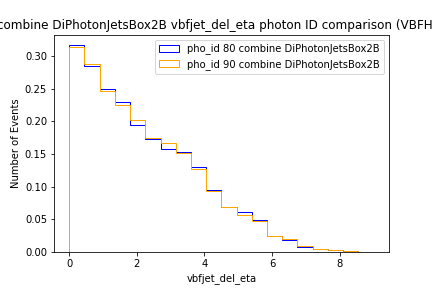 combine DiPhotonJetsBox2B vbfjet_del_eta photon ID comparison (VBFH
pho_id 80 combine DiPhotonJetsBox2B
pho_id 90 combine DiPhotonJetsBox2B
Number of Events
0.30
0.25
0.20
0.15
0.10
0.05
0.00
0 2 4 6 8
vbfjet_del_eta